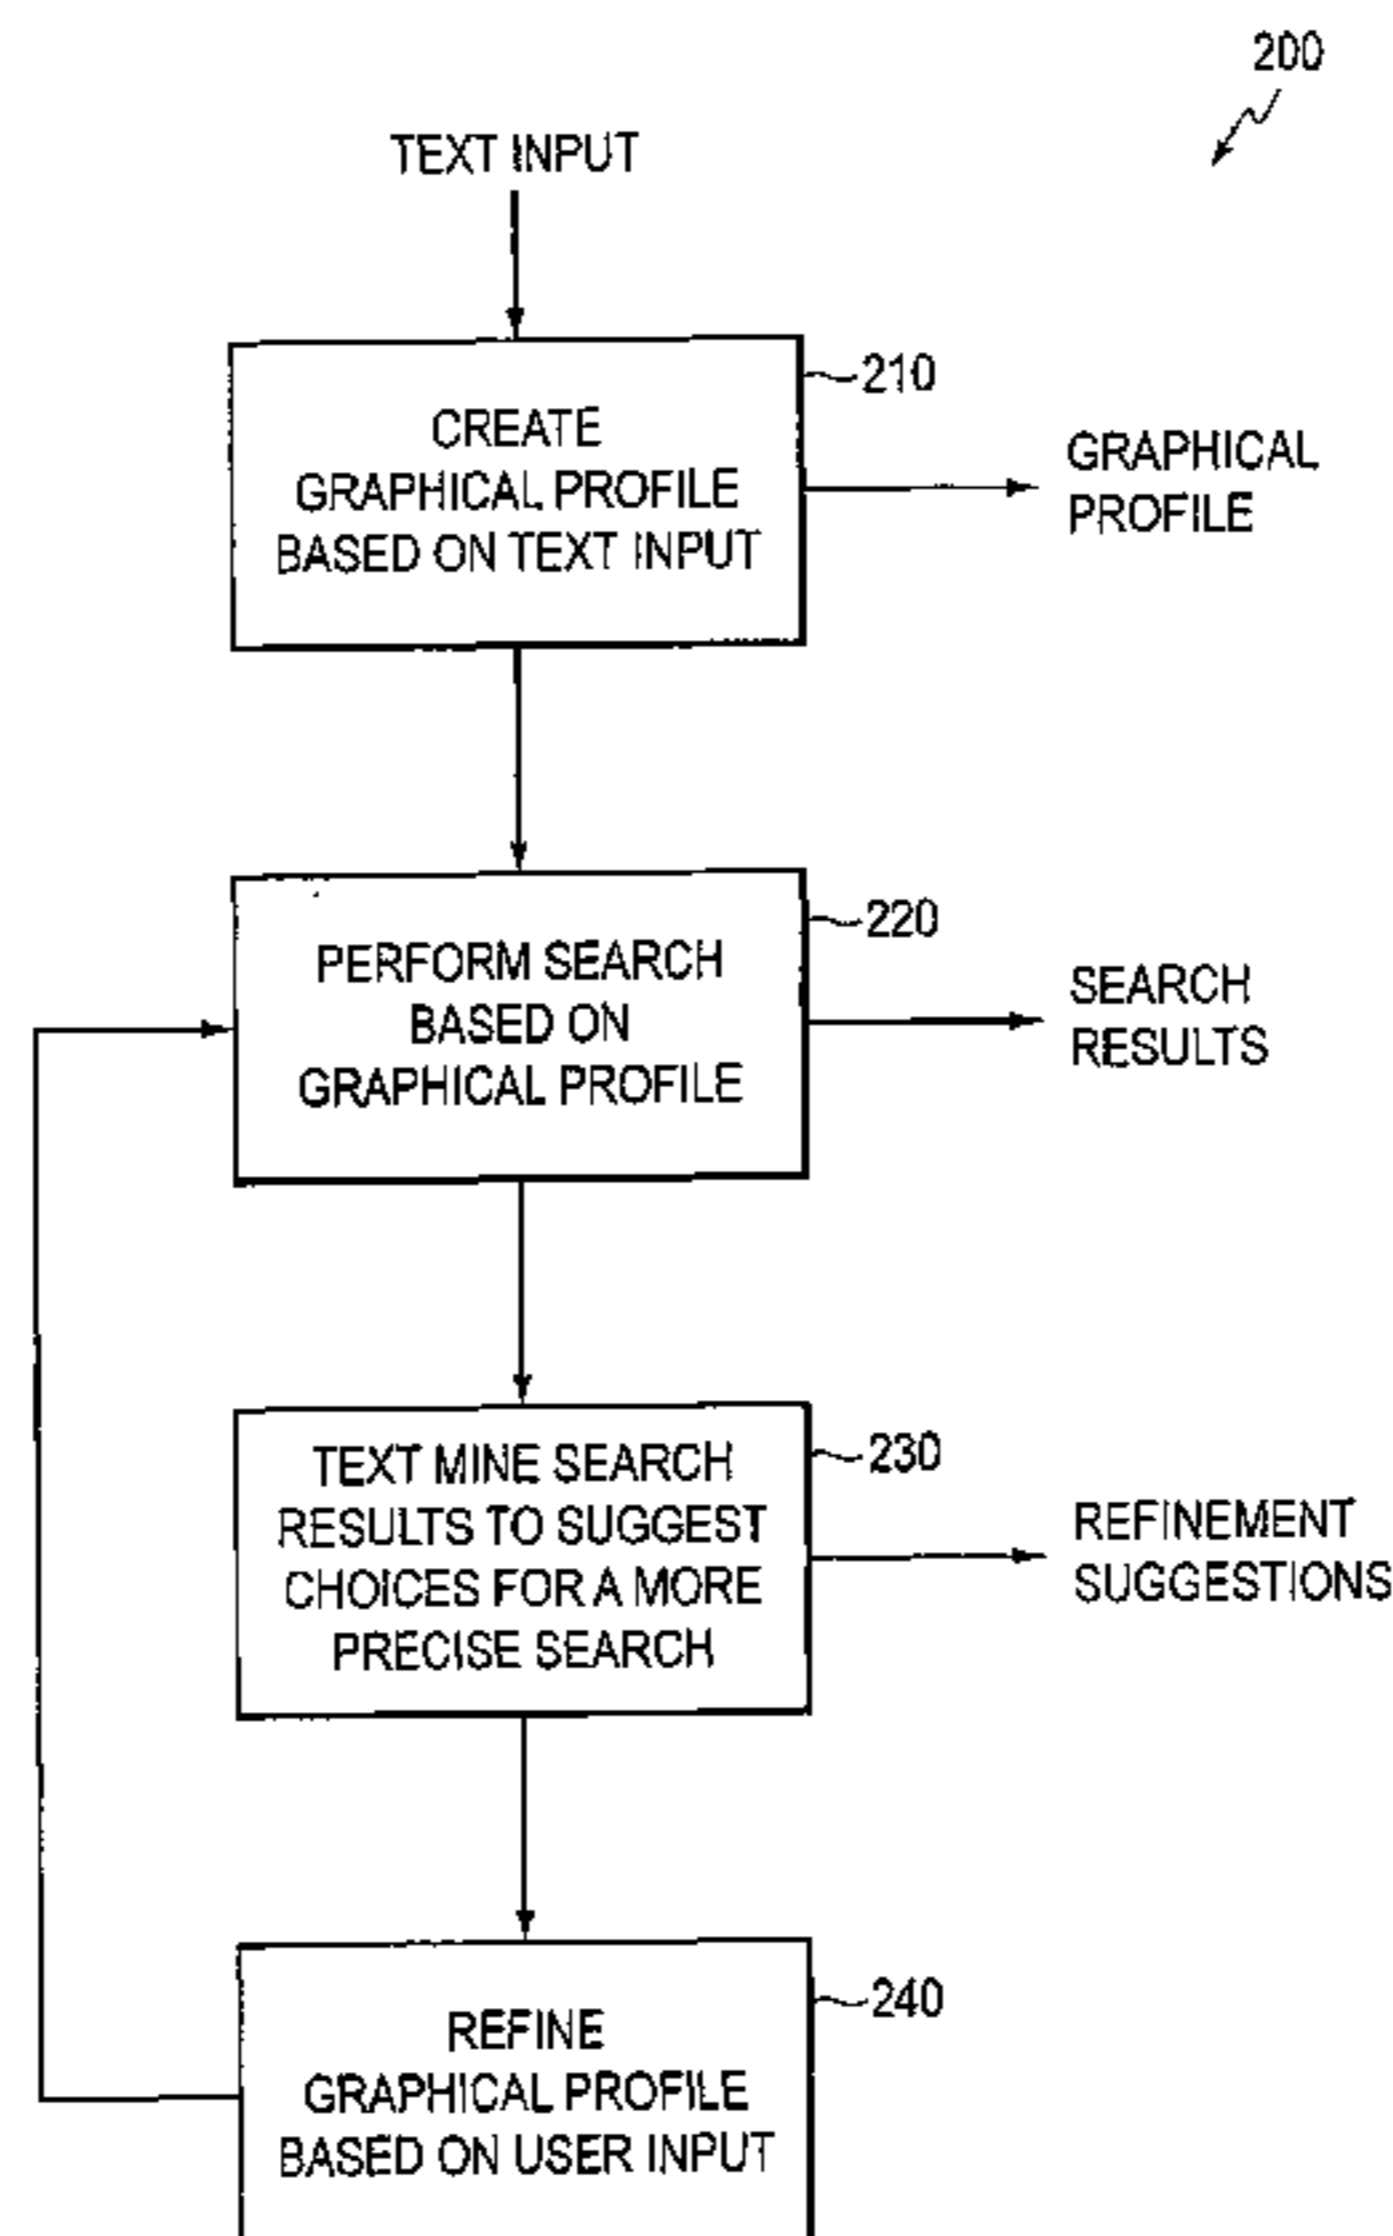 200
TEXT INPUT
210
CREATE
GRAPHICAL PROFILE
BASED ON TEXT INPUT
GRAPHICAL
PROFILE
220
PERFORM SEARCH
BASED ON
GRAPHICAL PROFILE
SEARCH
RESULTS
230
TEXT MINE SEARCH
RESULTS TO SUGGEST
CHOICES FOR A MORE
PRECISE SEARCH
REFINEMENT
SUGGESTIONS
240
REFINE
GRAPHICAL PROFILE
BASED ON USER INPUT